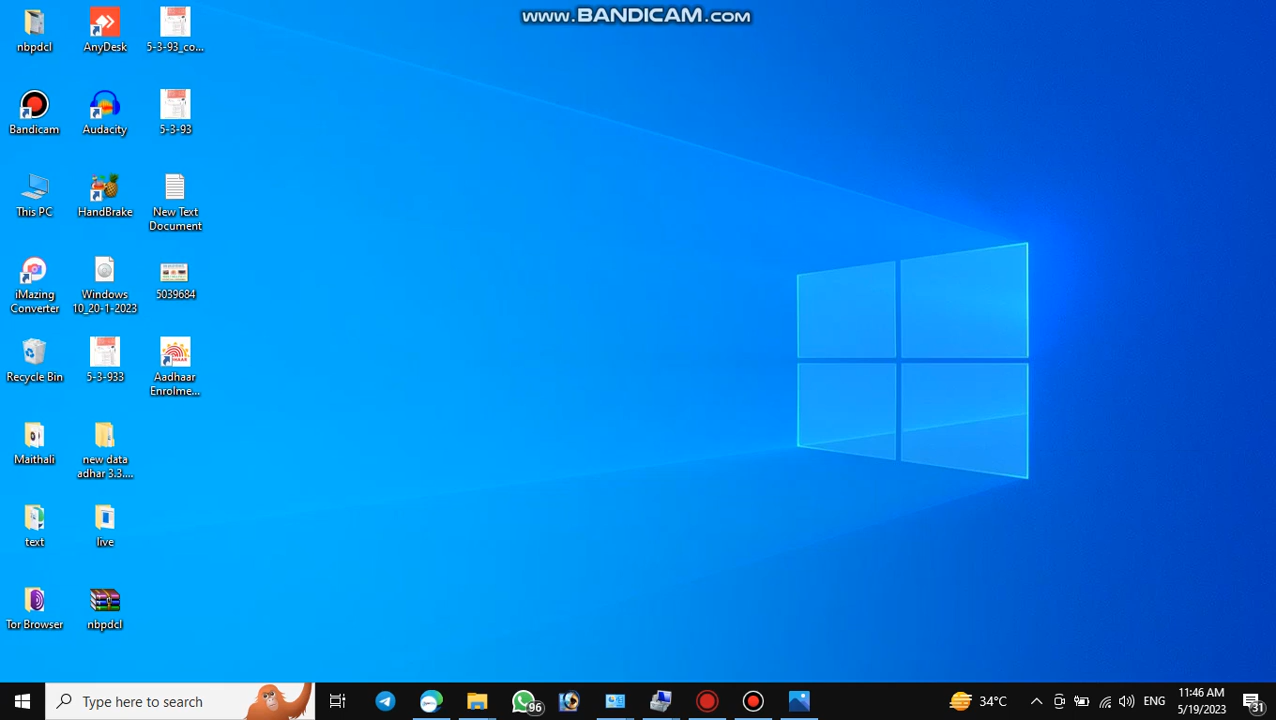 www.BANDICAM.com
nbpdcl
AnyDesk
5-3-93_co...
Bandicam
Audacity
5-3-93
This PC
HandBrake
New Text
Document
iMazing
Converter
Windows
10_20-1-2023
5039684
Recycle Bin
5-3-933
Aadhaar
Enrolme...
Maithali
new data
adhar 3.3....
text
live
Tor Browser
nbpdcl
Type here to search
96
34°C
ENG
11:46 AM
5/19/2023
31